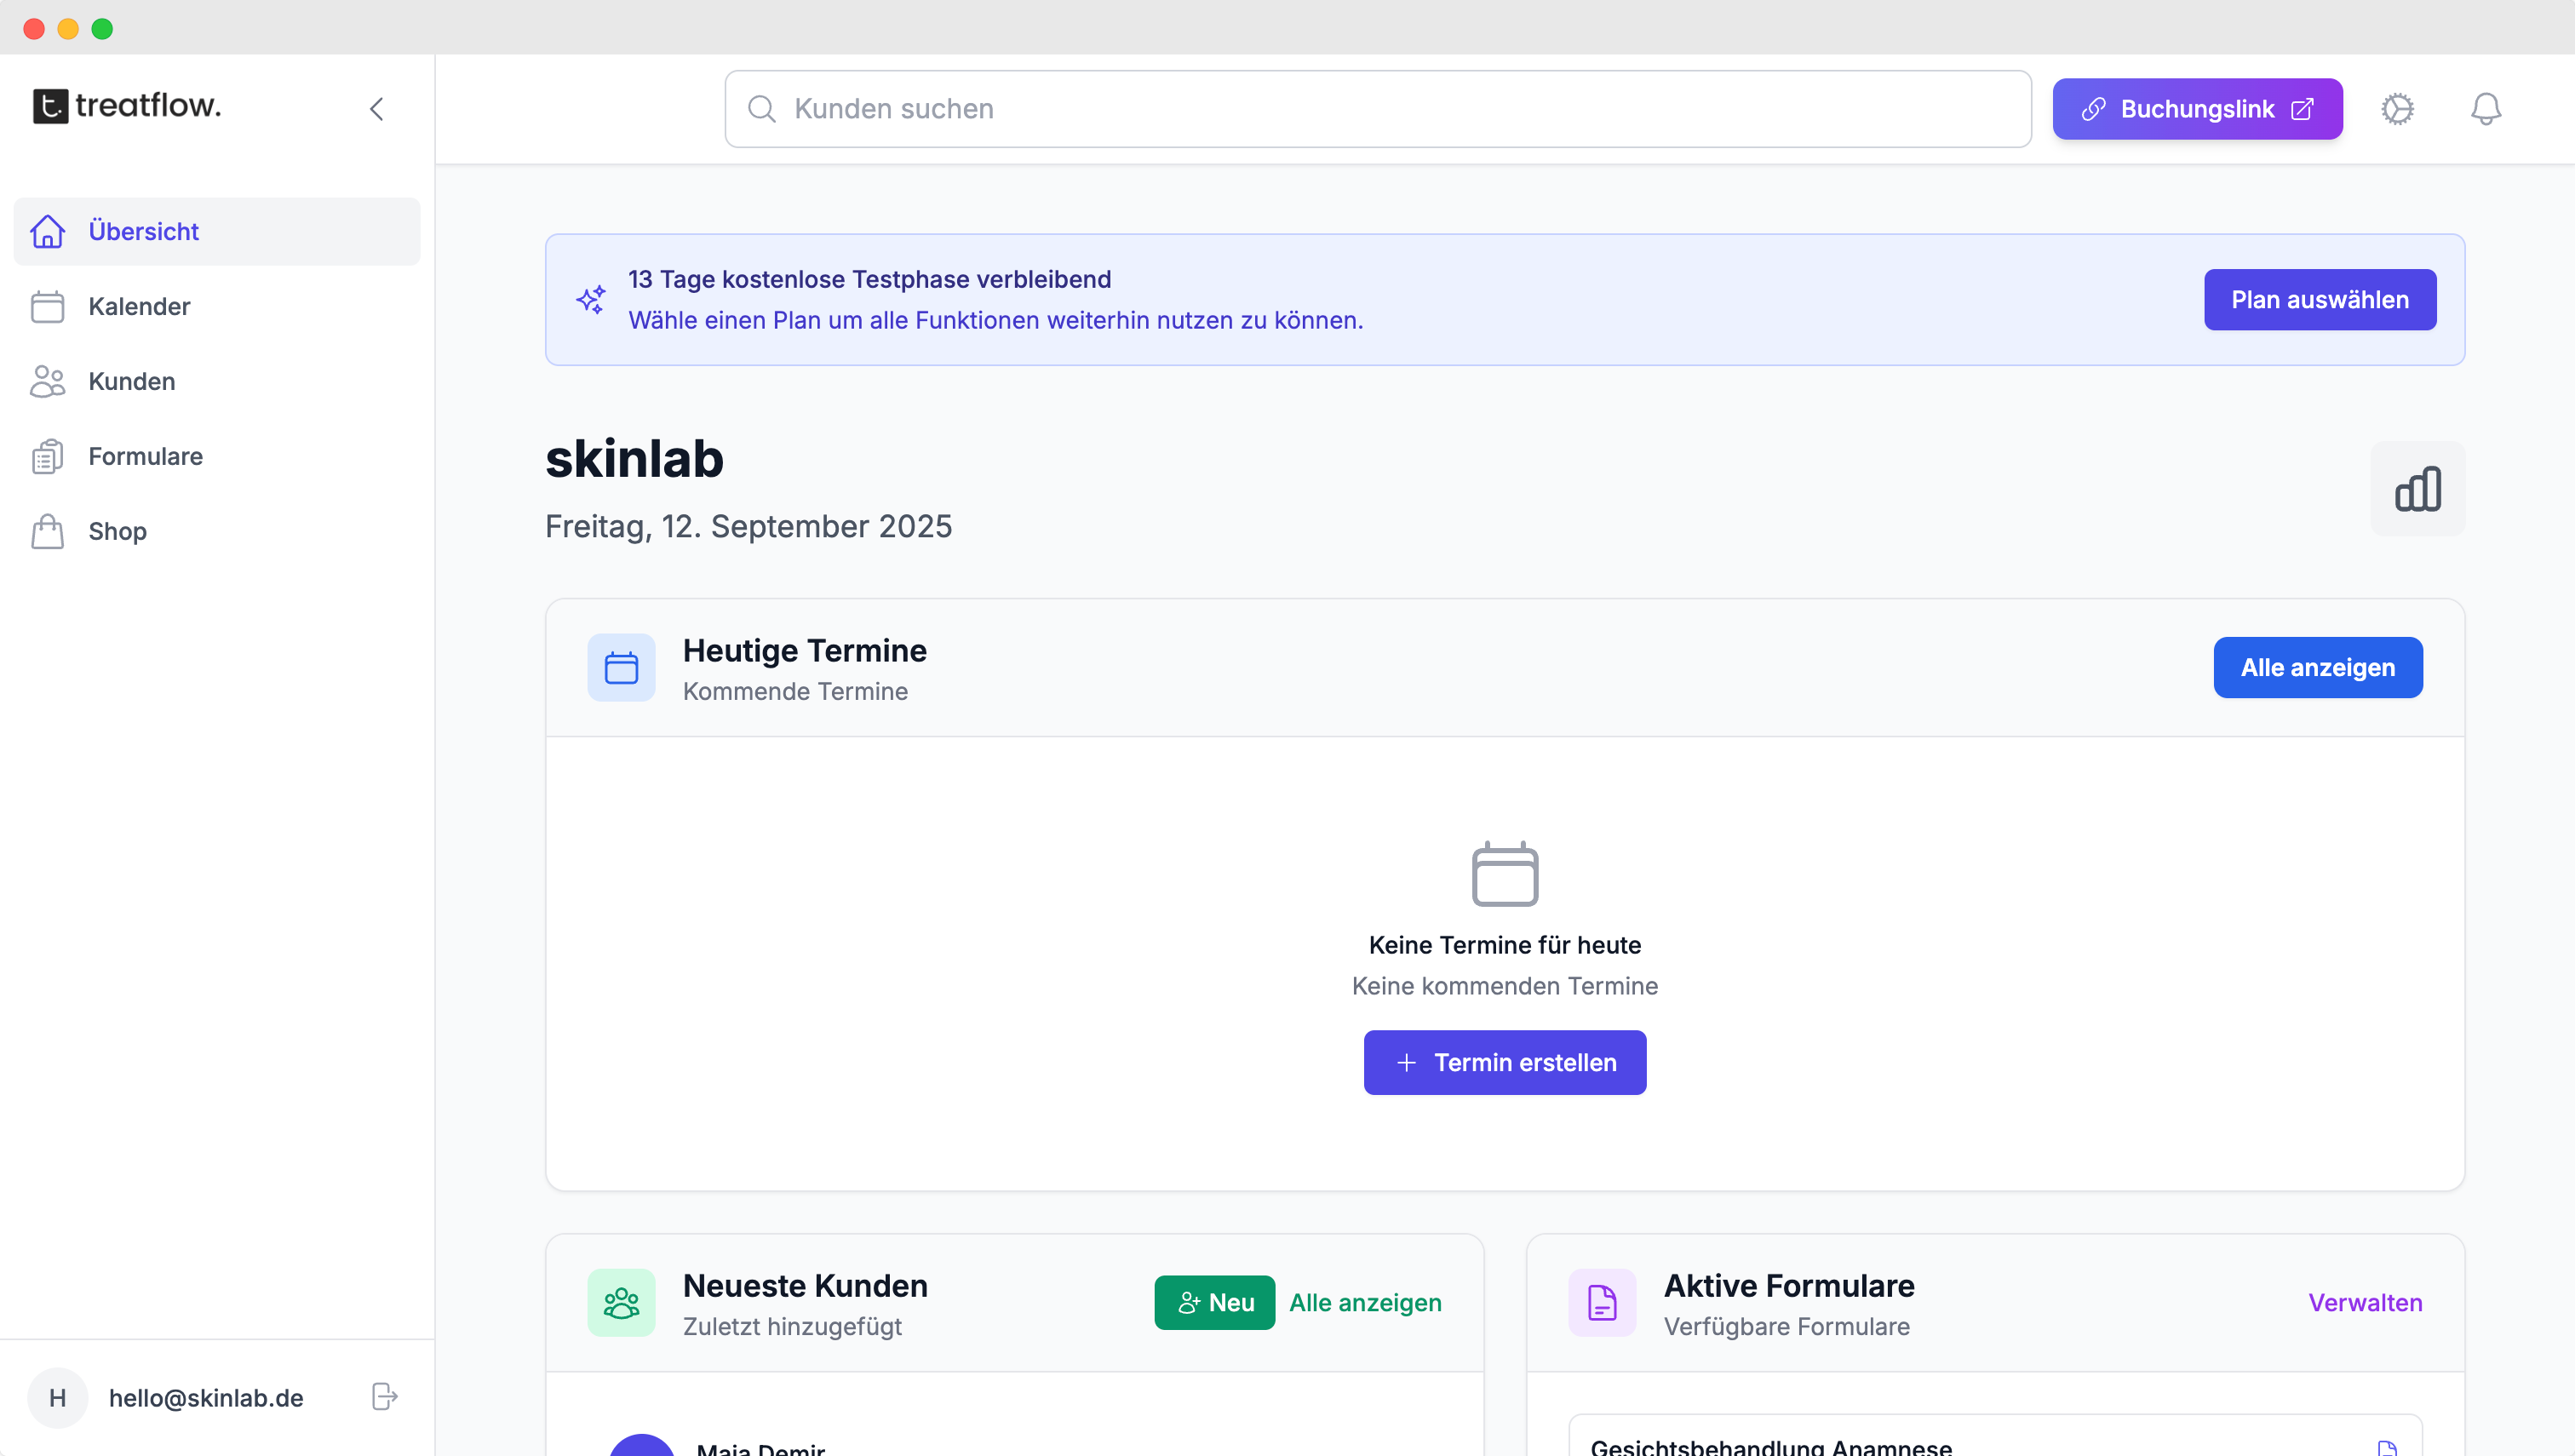 treatflow.
Kunden suchen
Buchungslink
Übersicht
Kalender
Kunden
Formulare
Shop
13 Tage kostenlose Testphase verbleibend
Wähle einen Plan um alle Funktionen weiterhin nutzen zu können.
Plan auswählen
skinlab
Freitag, 12. September 2025
Heutige Termine
Kommende Termine
Alle anzeigen
Keine Termine für heute
Keine kommenden Termine
Termin erstellen
Neueste Kunden
Zuletzt hinzugefügt
Neu
Alle anzeigen
Aktive Formulare
Verfügbare Formulare
Verwalten
Maja Demir
Gesichtsbehandlung Anamnese
H
hello@skinlab.de